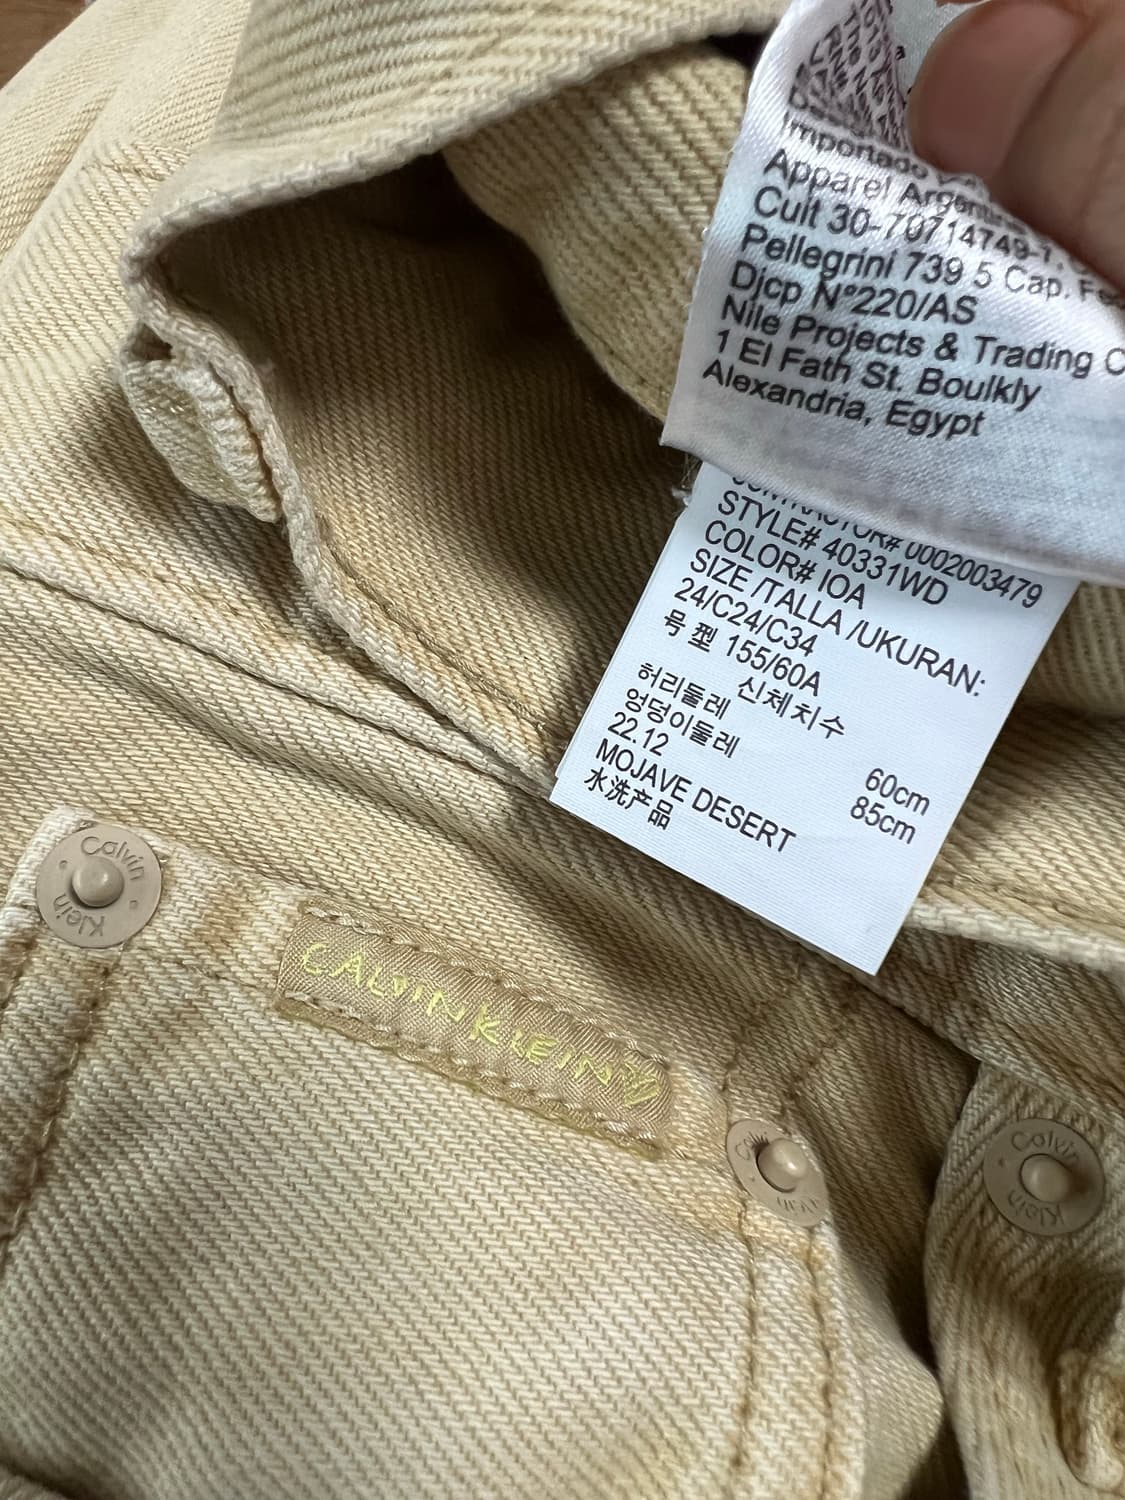 Importado
Apparel Argentina
Cuit 30-70714749-1,
Pellegrini 739 5 Cap. Fed
Djcp N°220/AS
Nile Projects & Trading C
1 El Fath St. Boulkly
Alexandria, Egypt
CONTRACTOR# 0002003479
STYLE# 40331WD
COLOR# IOA
SIZE /TALLA /UKURAN:
24/C24/C34
号型 155/60A
신체치수
허리둘레 60cm
엉덩이둘레 85cm
22.12
MOJAVE DESERT
水洗产品
Calvin Klein
CALVIN KLEIN
Calvin Klein